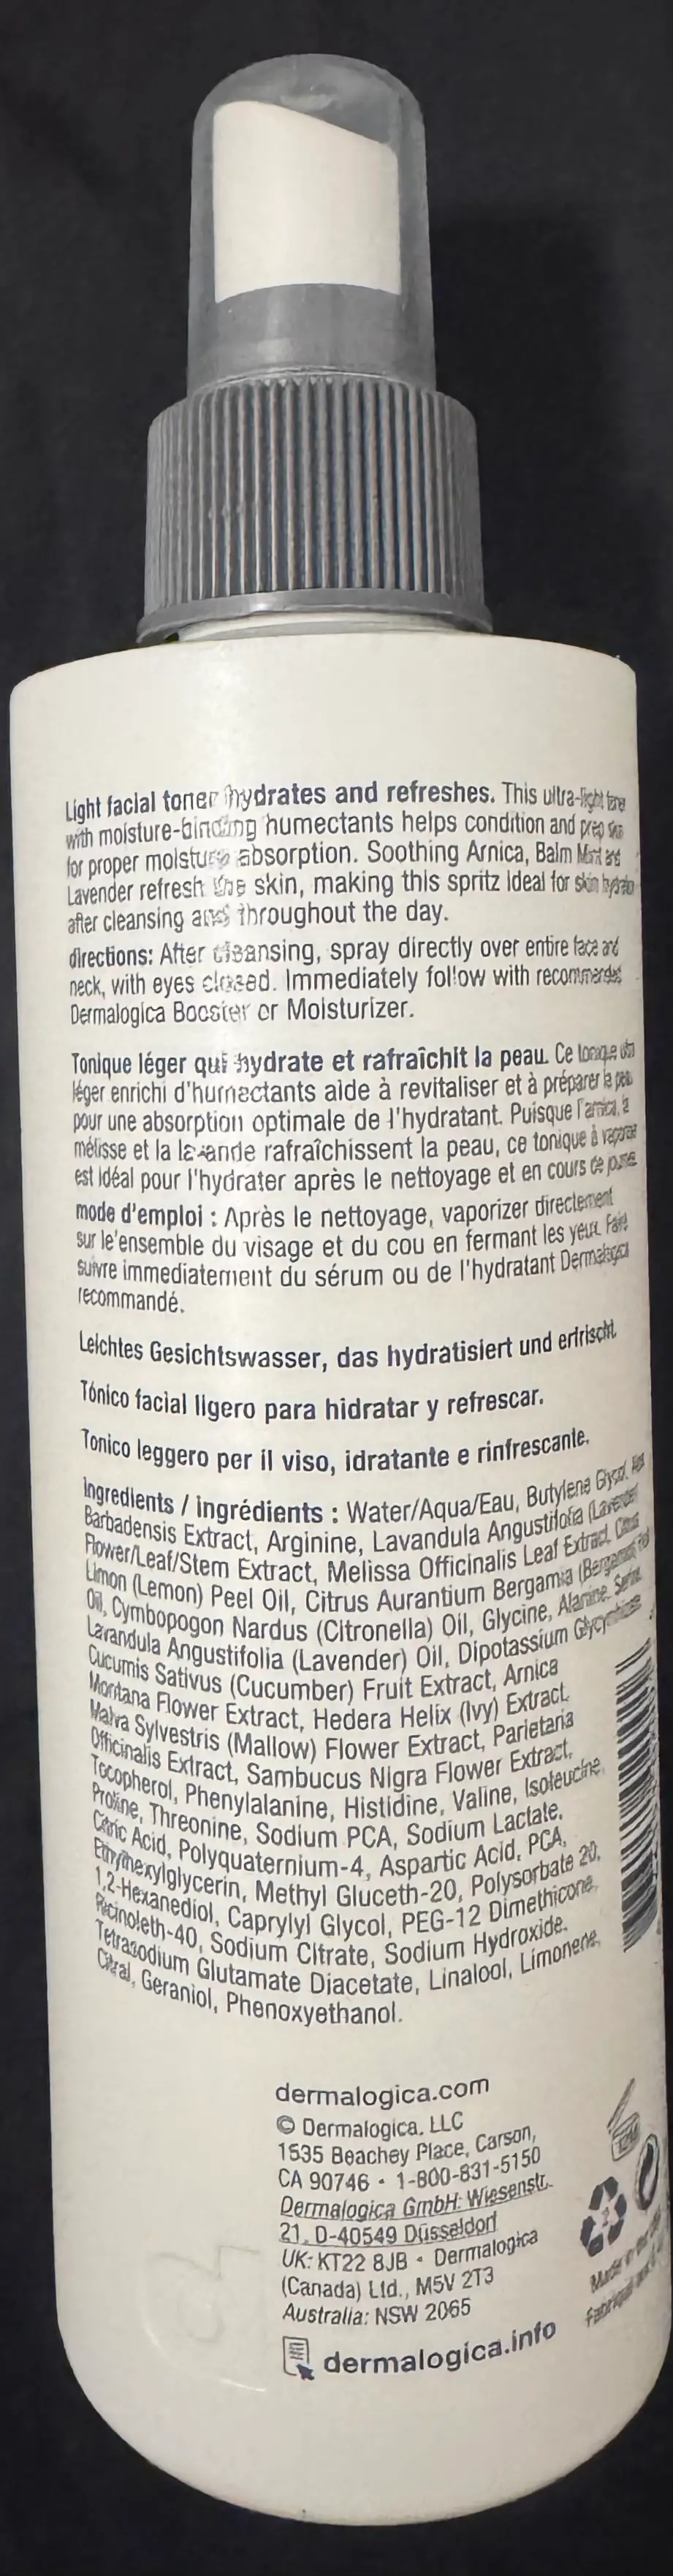 Light facial toner hydrates and refreshes. This ultra-light toner
with moisture-binding humectants helps condition and prep skin
for proper moisture absorption. Soothing Arnica, Balm Mint and
Lavender refresh the skin, making this spritz ideal for skin hydration
after cleansing and throughout the day.
directions: After cleansing, spray directly over entire face and
neck, with eyes closed. Immediately follow with recommended
Dermalogica Booster or Moisturizer.
Tonique léger qui hydrate et rafraîchit la peau. Ce tonique ultra
léger enrichi d'humectants aide à revitaliser et à préparer la peau
pour une absorption optimale de l'hydratant. Puisque l'arnica, la
mélisse et la lavande rafraîchissent la peau, ce tonique à vaporiser
est idéal pour l'hydrater après le nettoyage et en cours de journée.
mode d'emploi : Après le nettoyage, vaporizer directement
sur le'ensemble du visage et du cou en fermant les yeux. Faire
suivre immediatement du sérum ou de l'hydratant Dermalogica
recommandé.
Leichtes Gesichtswasser, das hydratisiert und erfrischt.
Tónico facial ligero para hidratar y refrescar.
Tonico leggero per il viso, idratante e rinfrescante.
Ingredients / ingrédients : Water/Aqua/Eau, Butylene Glycol, Aloe
Barbadensis Extract, Arginine, Lavandula Angustifolia (Lavender)
Flower/Leaf/Stem Extract, Melissa Officinalis Leaf Extract, Citrus
Limon (Lemon) Peel Oil, Citrus Aurantium Bergamia (Bergamot) Fruit
Oil, Cymbopogon Nardus (Citronella) Oil, Glycine, Alanine, Serine,
Lavandula Angustifolia (Lavender) Oil, Dipotassium Glycyrrhizate,
Cucumis Sativus (Cucumber) Fruit Extract, Arnica
Montana Flower Extract, Hedera Helix (Ivy) Extract,
Malva Sylvestris (Mallow) Flower Extract, Parietaria
Officinalis Extract, Sambucus Nigra Flower Extract,
Tocopherol, Phenylalanine, Histidine, Valine, Isoleucine,
Proline, Threonine, Sodium PCA, Sodium Lactate,
Citric Acid, Polyquaternium-4, Aspartic Acid, PCA,
Ethylhexylglycerin, Methyl Gluceth-20, Polysorbate 20,
1,2-Hexanediol, Caprylyl Glycol, PEG-12 Dimethicone,
Ricinoleth-40, Sodium Citrate, Sodium Hydroxide,
Tetrasodium Glutamate Diacetate, Linalool, Limonene,
Citral, Geraniol, Phenoxyethanol.
dermalogica.com
© Dermalogica, LLC
1535 Beachey Place, Carson,
CA 90746 • 1-800-831-5150
Dermalogica GmbH: Wiesenstr.
21, D-40549 Düsseldorf
UK: KT22 8JB • Dermalogica
(Canada) Ltd., M5V 2T3
Australia: NSW 2065
dermalogica.info
12M
2
Made in the
Fabriqué aux